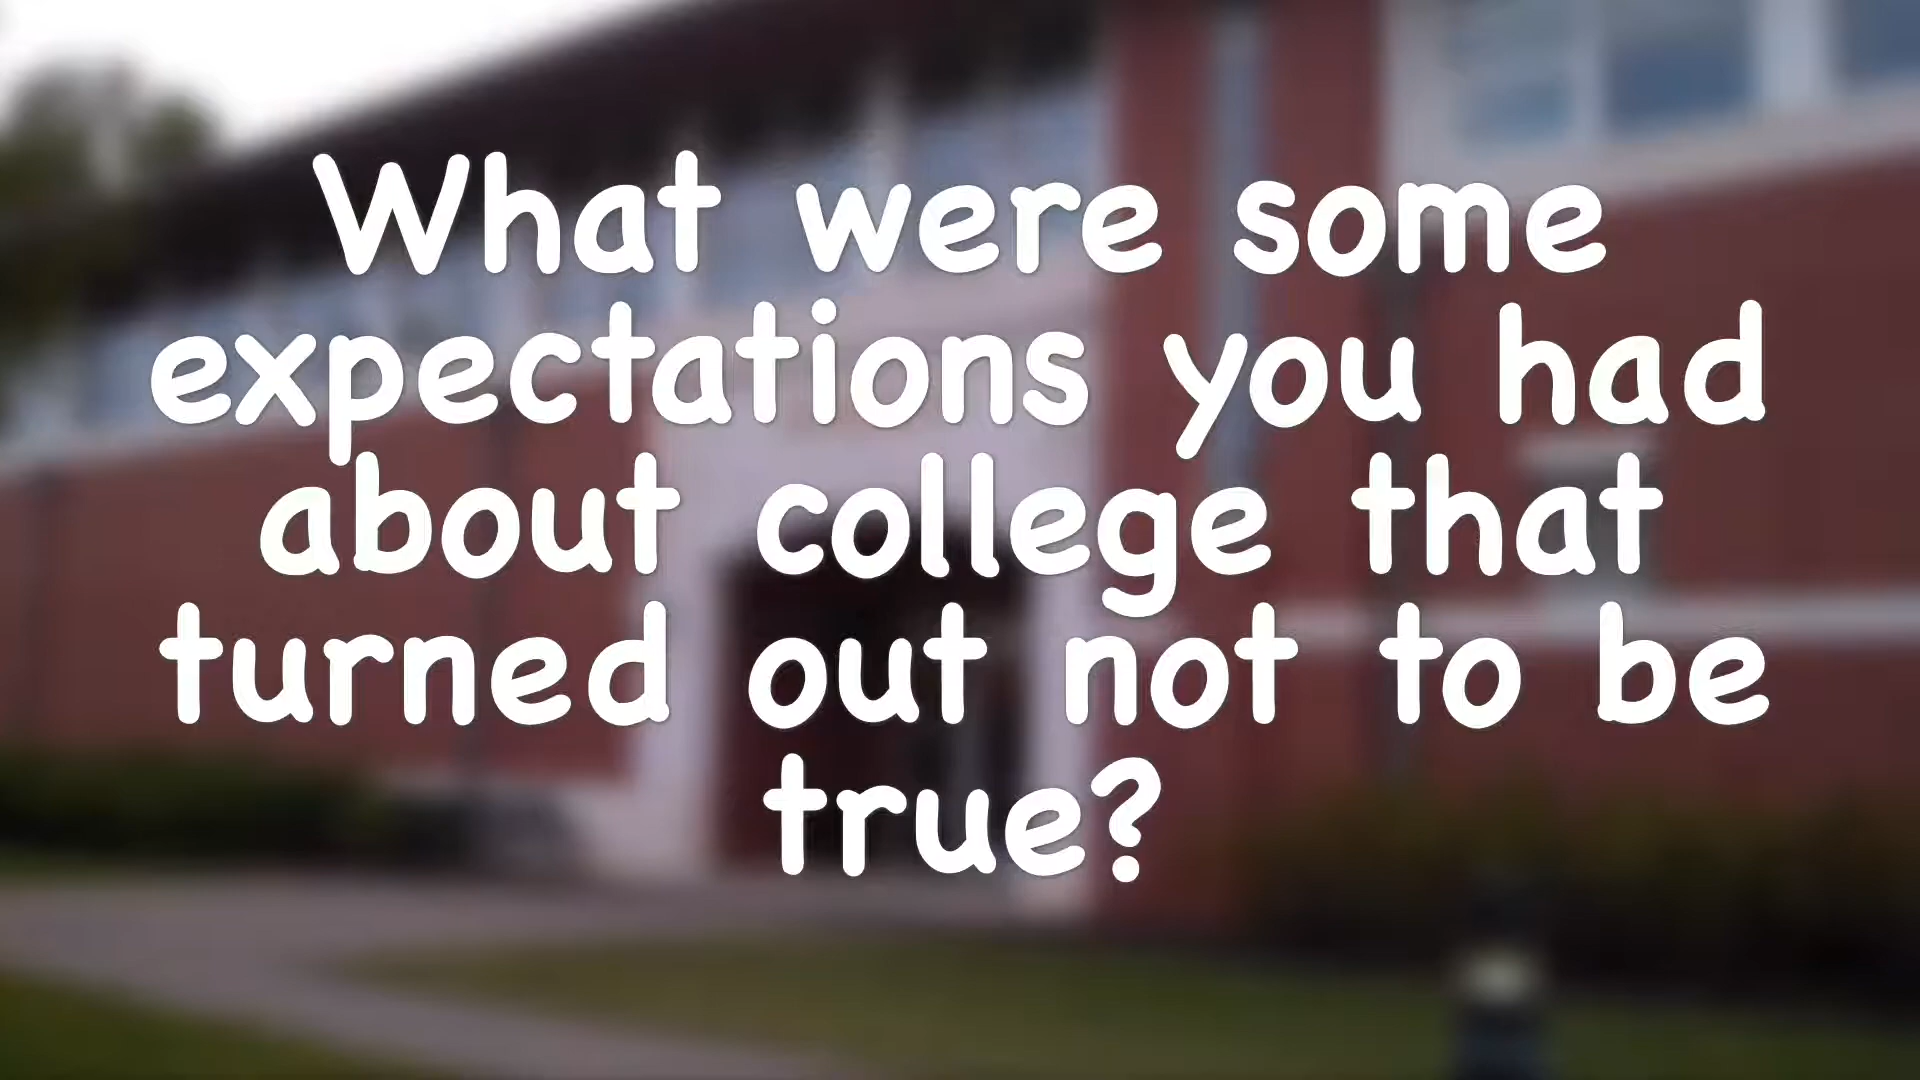 What were some
expectations you had
about college that
turned out not to be
true?